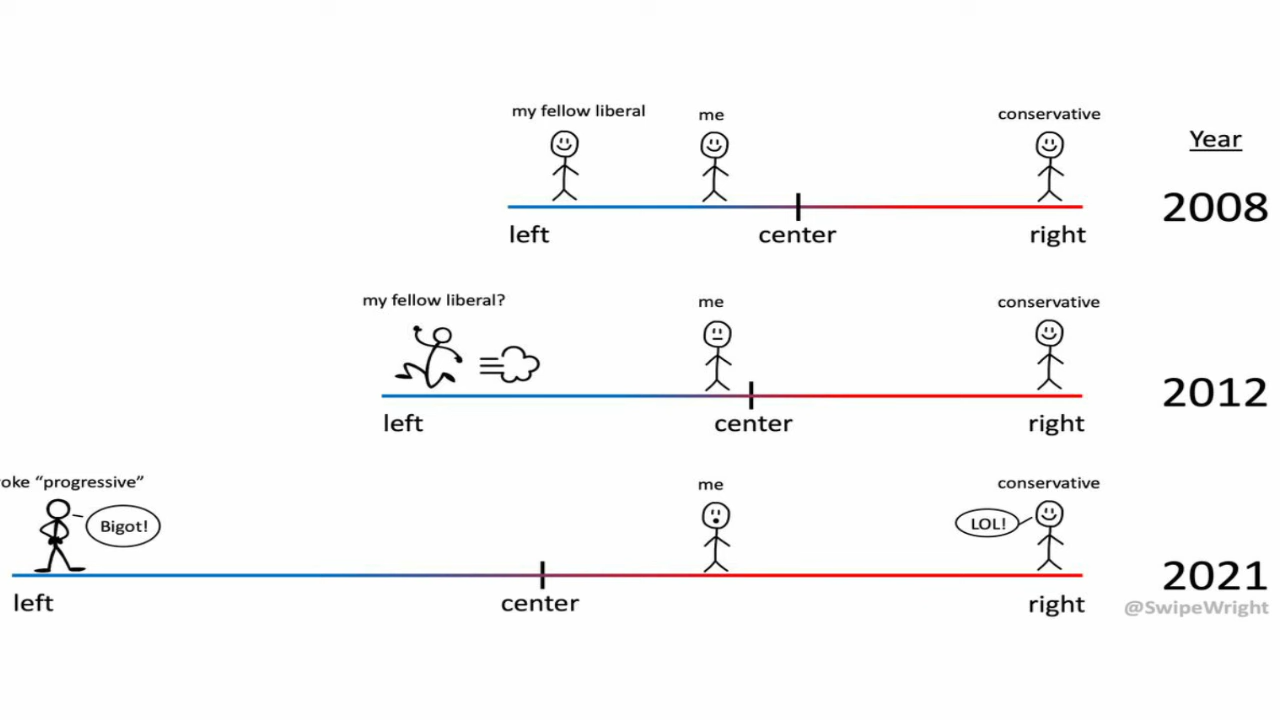 my fellow liberal me conservative
Year
2008
left center right
my fellow liberal? me conservative
2012
left center right
oke "progressive" me conservative
Bigot! LOL!
2021
left center right
@SwipeWright